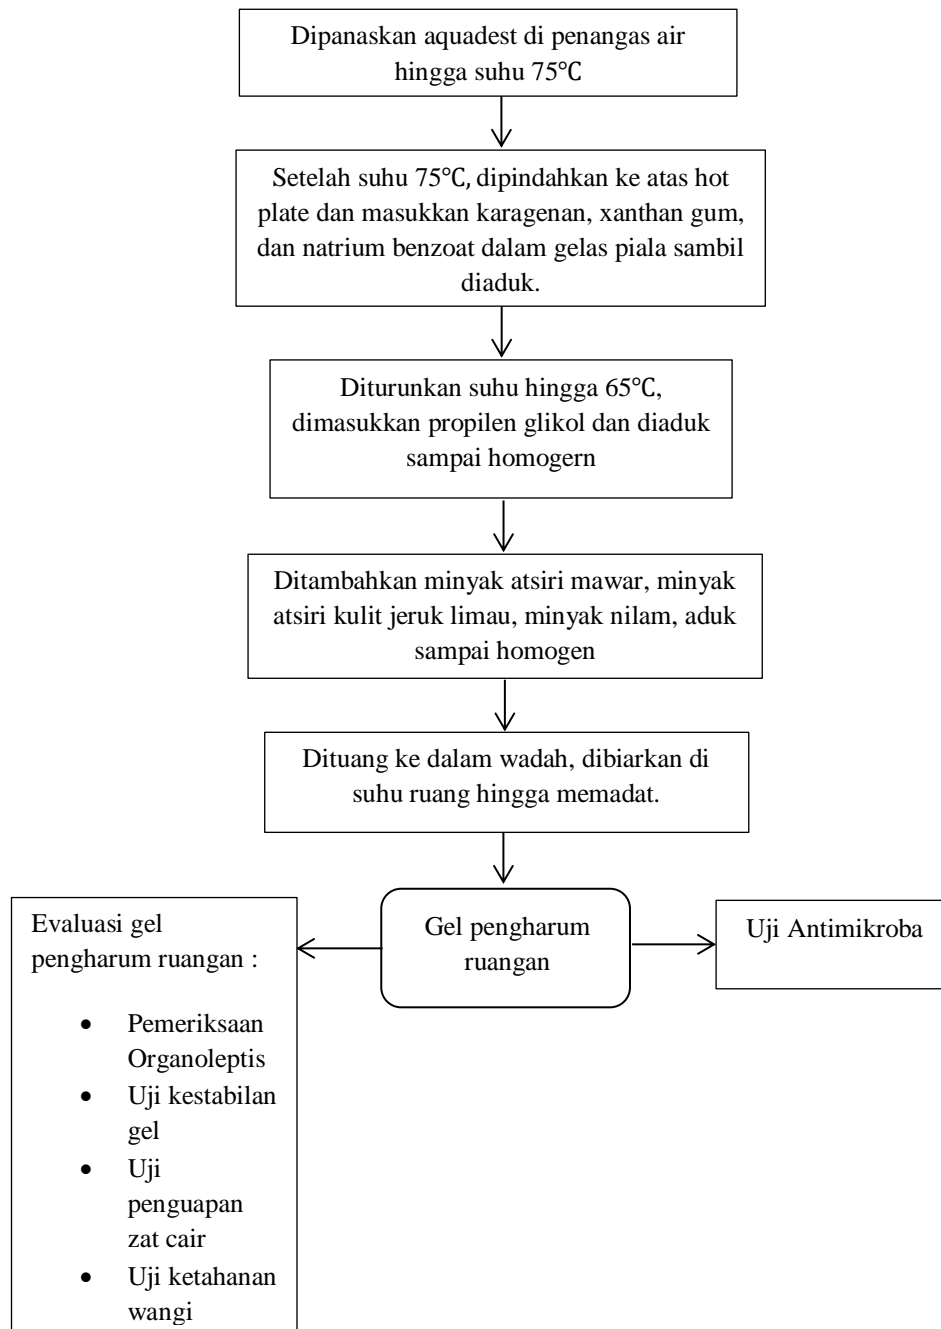 Dipanaskan aquadest di penangas air
hingga suhu 75℃
Setelah suhu 75℃, dipindahkan ke atas hot
plate dan masukkan karagenan, xanthan gum,
dan natrium benzoat dalam gelas piala sambil
diaduk.
Diturunkan suhu hingga 65℃,
dimasukkan propilen glikol dan diaduk
sampai homogern
Ditambahkan minyak atsiri mawar, minyak
atsiri kulit jeruk limau, minyak nilam, aduk
sampai homogen
Dituang ke dalam wadah, dibiarkan di
suhu ruang hingga memadat.
Gel pengharum
ruangan
Evaluasi gel
pengharum ruangan :
• Pemeriksaan
Organoleptis
• Uji kestabilan
gel
• Uji
penguapan
zat cair
• Uji ketahanan
wangi
Uji Antimikroba